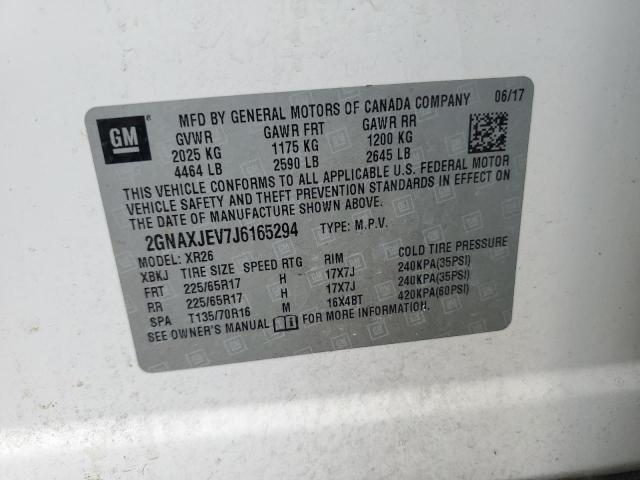 GM
MFD BY GENERAL MOTORS OF CANADA COMPANY 06/17
GVWR GAWR FRT GAWR RR
2025 KG 1175 KG 1200 KG
4464 LB 2590 LB 2645 LB
THIS VEHICLE CONFORMS TO ALL APPLICABLE U.S. FEDERAL MOTOR
VEHICLE SAFETY AND THEFT PREVENTION STANDARDS IN EFFECT ON
THE DATE OF MANUFACTURE SHOWN ABOVE.
2GNAXJEV7J6165294 TYPE: M.P.V.
MODEL: XR26
XBKJ TIRE SIZE SPEED RTG RIM COLD TIRE PRESSURE
FRT 225/65R17 H 17X7J 240KPA(35PSI)
RR 225/65R17 H 17X7J 240KPA(35PSI)
SPA T135/70R16 M 16X4BT 420KPA(60PSI)
SEE OWNER'S MANUAL FOR MORE INFORMATION.